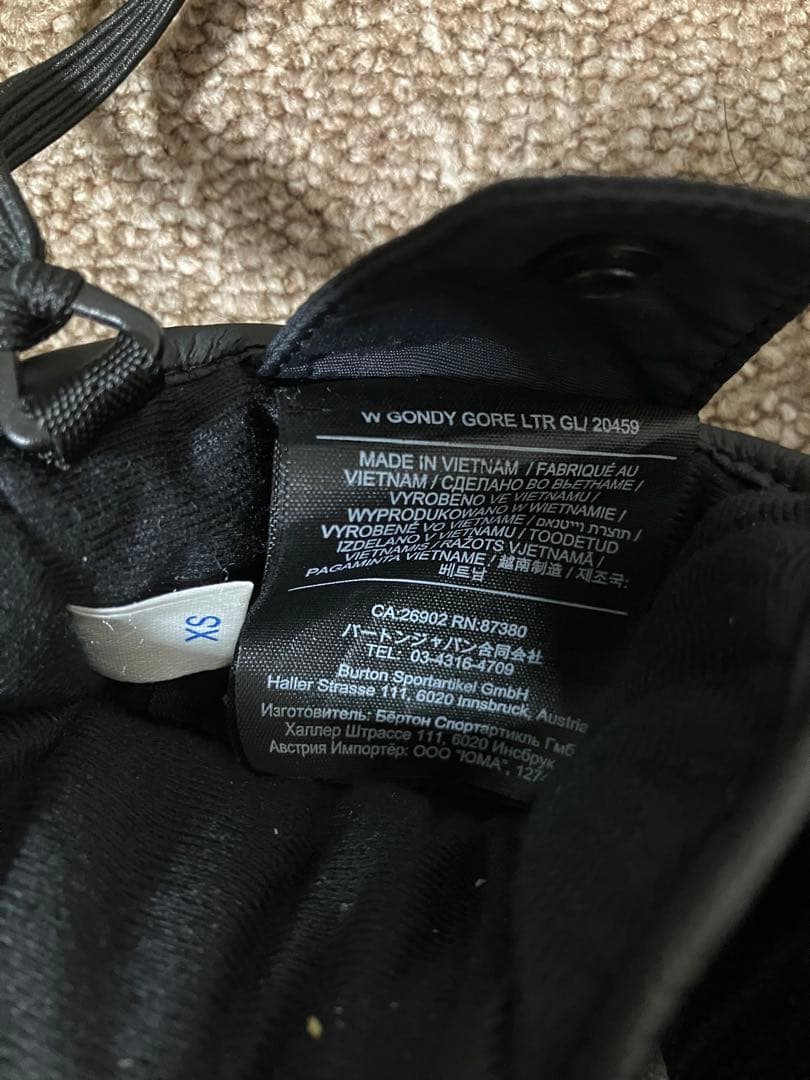 W GONDY GORE LTR GL/ 20459
MADE IN VIETNAM / FABRIQUÉ AU
VIETNAM / СДЕЛАНО ВО ВЬЕТНАМЕ /
VYROBENO VE VIETNAMU /
WYPRODUKOWANO W WIETNAMIE /
VYROBENÉ VO VIETNAME / תוצרת וייטנאם /
IZDELANO V VIETNAMU / TOODETUD
VIETNAMIS / RAŽOTS VJETNAMĀ /
PAGAMINTA VIETNAME / 越南制造 / 제조국:
베트남
CA:26902 RN:87380
バートンジャパン合同会社
TEL: 03-4316-4709
Burton Sportartikel GmbH
Haller Strasse 111, 6020 Innsbruck, Austria
Изготовитель: Бёртон Спортартикль Гмб
Халлер Штрассе 111, 6020 Инсбрук
Австрия Импортёр: ООО "ЮМА", 127
XS